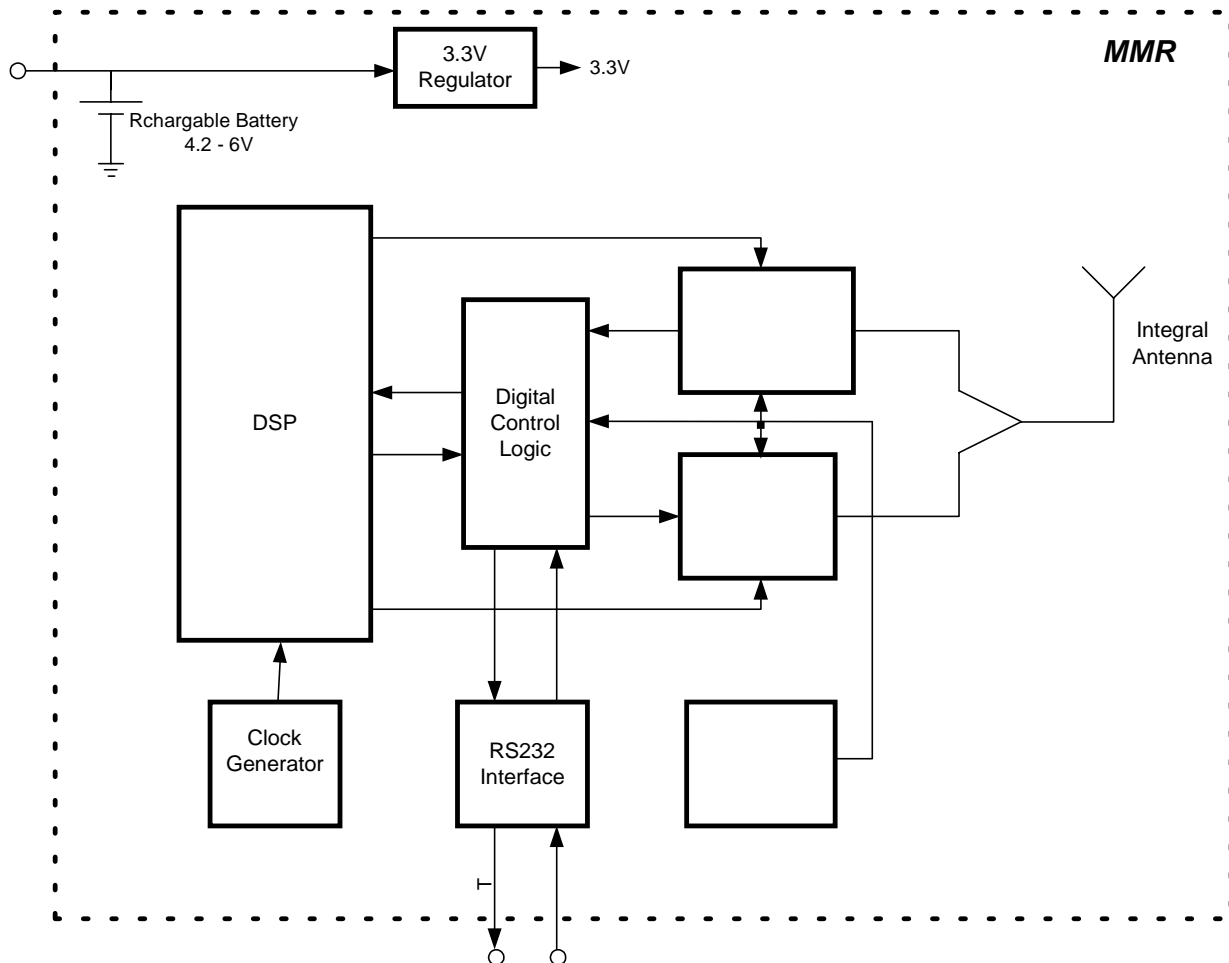 MMR
3.3V
Regulator
3.3V
Rchargable Battery
4.2 - 6V
Integral
Antenna
DSP
Digital
Control
Logic
Clock
Generator
RS232
Interface
T